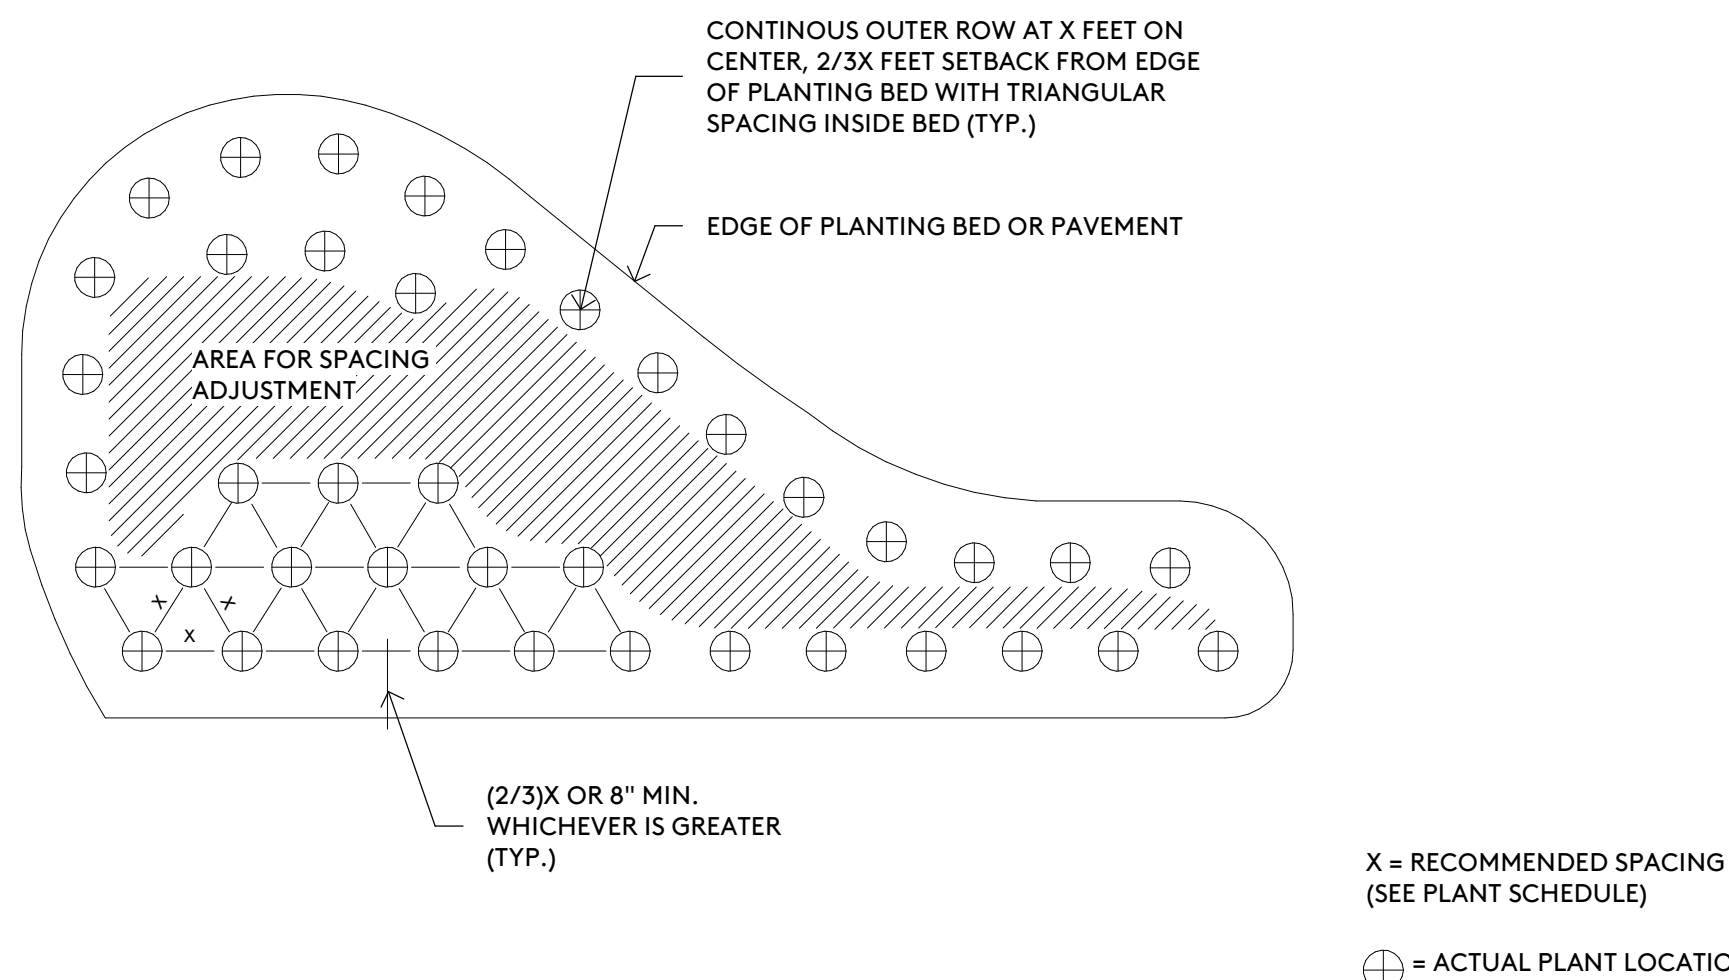 CONTINOUS OUTER ROW AT X FEET ON
CENTER, 2/3X FEET SETBACK FROM EDGE
OF PLANTING BED WITH TRIANGULAR
SPACING INSIDE BED (TYP.)
EDGE OF PLANTING BED OR PAVEMENT
AREA FOR SPACING
ADJUSTMENT
x
x
x
(2/3)X OR 8" MIN.
WHICHEVER IS GREATER
(TYP.)
X = RECOMMENDED SPACING
(SEE PLANT SCHEDULE)
= ACTUAL PLANT